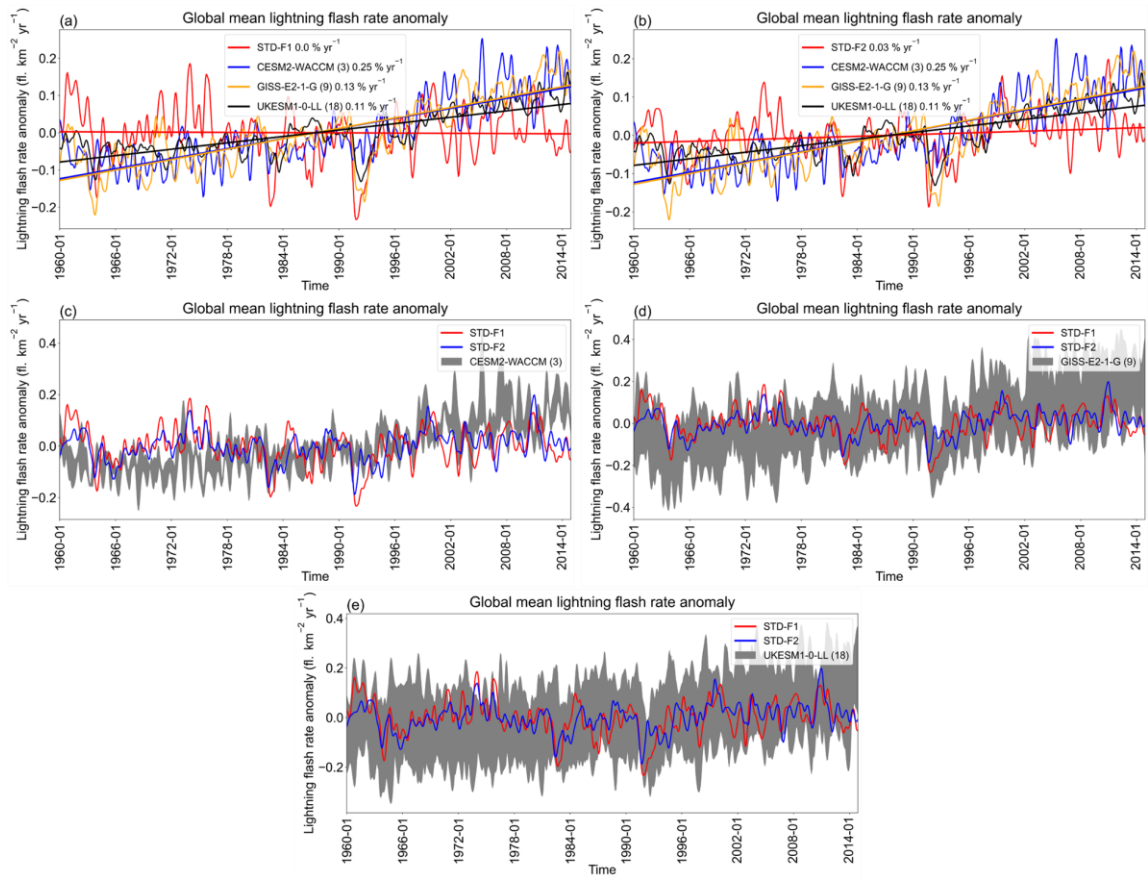 (a) Global mean lightning flash rate anomaly
Lightning flash rate anomaly (fl. km⁻² yr⁻¹)
0.2
0.1
0.0
−0.1
−0.2
STD-F1 0.0 % yr⁻¹
CESM2-WACCM (3) 0.25 % yr⁻¹
GISS-E2-1-G (9) 0.13 % yr⁻¹
UKESM1-0-LL (18) 0.11 % yr⁻¹
1960-01 1966-01 1972-01 1978-01 1984-01 1990-01 1996-01 2002-01 2008-01 2014-01
Time
(b) Global mean lightning flash rate anomaly
Lightning flash rate anomaly (fl. km⁻² yr⁻¹)
0.2
0.1
0.0
−0.1
−0.2
STD-F2 0.03 % yr⁻¹
CESM2-WACCM (3) 0.25 % yr⁻¹
GISS-E2-1-G (9) 0.13 % yr⁻¹
UKESM1-0-LL (18) 0.11 % yr⁻¹
1960-01 1966-01 1972-01 1978-01 1984-01 1990-01 1996-01 2002-01 2008-01 2014-01
Time
(c) Global mean lightning flash rate anomaly
Lightning flash rate anomaly (fl. km⁻² yr⁻¹)
0.4
0.2
0.0
−0.2
STD-F1
STD-F2
CESM2-WACCM (3)
1960-01 1966-01 1972-01 1978-01 1984-01 1990-01 1996-01 2002-01 2008-01 2014-01
Time
(d) Global mean lightning flash rate anomaly
Lightning flash rate anomaly (fl. km⁻² yr⁻¹)
0.4
0.2
0.0
−0.2
−0.4
STD-F1
STD-F2
GISS-E2-1-G (9)
1960-01 1966-01 1972-01 1978-01 1984-01 1990-01 1996-01 2002-01 2008-01 2014-01
Time
(e) Global mean lightning flash rate anomaly
Lightning flash rate anomaly (fl. km⁻² yr⁻¹)
0.4
0.2
0.0
−0.2
STD-F1
STD-F2
UKESM1-0-LL (18)
1960-01 1966-01 1972-01 1978-01 1984-01 1990-01 1996-01 2002-01 2008-01 2014-01
Time